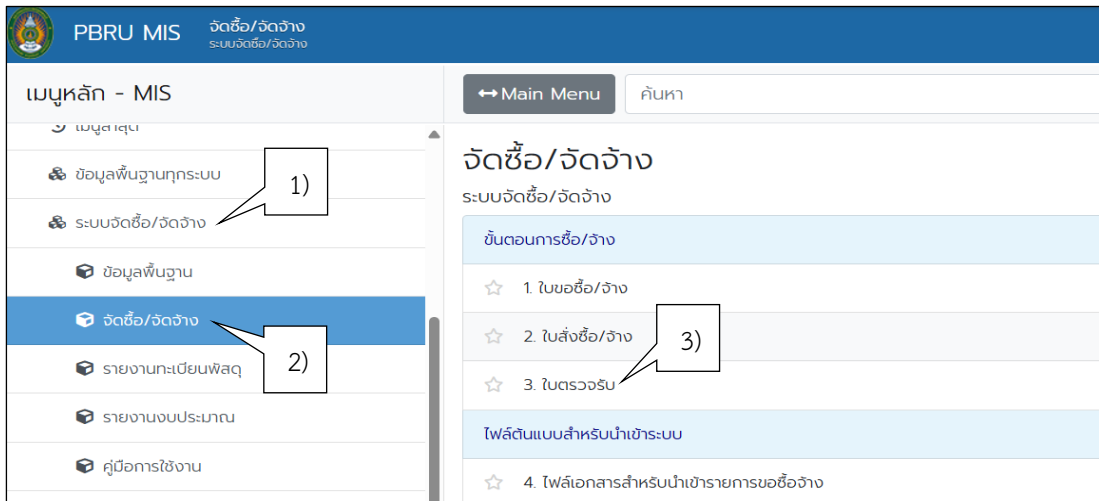 PBRU MIS
จัดซื้อ/จัดจ้าง
ระบบจัดซื้อ/จัดจ้าง
เมนูหลัก - MIS
Main Menu
ค้นหา
เมนูล่าสุด
ข้อมูลพื้นฐานทุกระบบ
1)
ระบบจัดซื้อ/จัดจ้าง
ข้อมูลพื้นฐาน
จัดซื้อ/จัดจ้าง
2)
รายงานทะเบียนพัสดุ
รายงานงบประมาณ
คู่มือการใช้งาน
จัดซื้อ/จัดจ้าง
ระบบจัดซื้อ/จัดจ้าง
ขั้นตอนการซื้อ/จ้าง
1. ใบขอซื้อ/จ้าง
2. ใบสั่งซื้อ/จ้าง
3)
3. ใบตรวจรับ
ไฟล์ต้นแบบสำหรับนำเข้าระบบ
4. ไฟล์เอกสารสำหรับนำเข้ารายการขอซื้อจ้าง